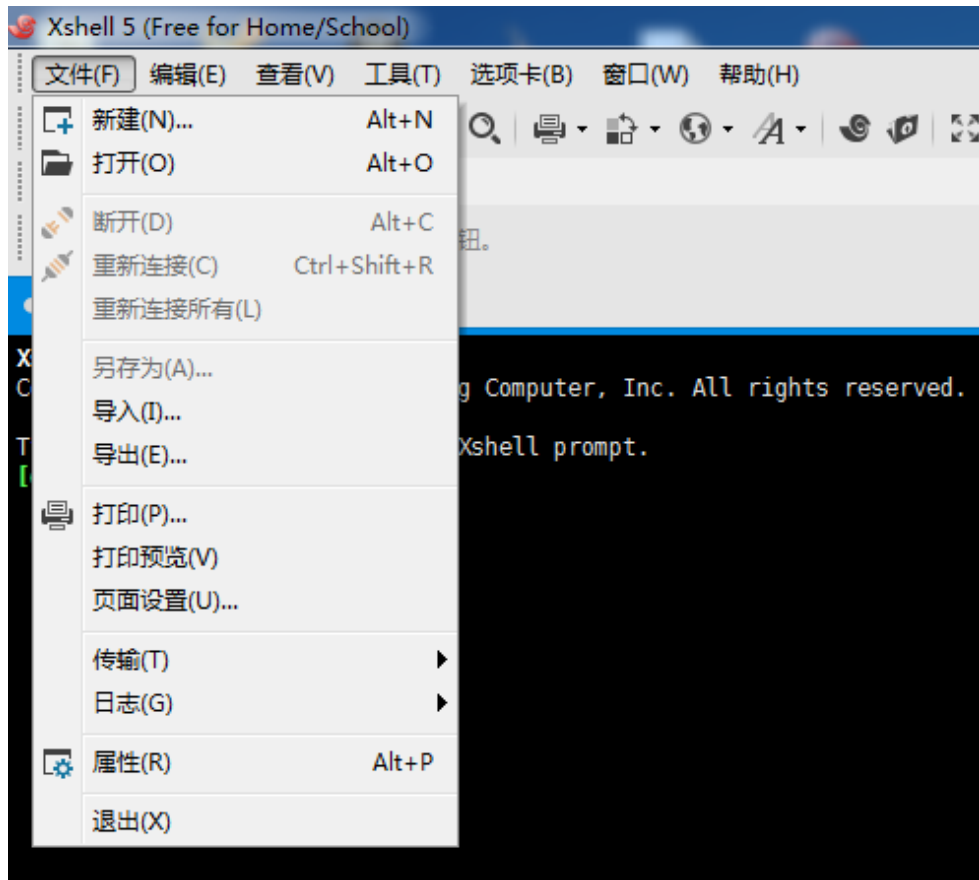 Xshell 5 (Free for Home/School)
文件(F) 编辑(E) 查看(V) 工具(T) 选项卡(B) 窗口(W) 帮助(H)
新建(N)... Alt+N
打开(O) Alt+O
断开(D) Alt+C
钮。
重新连接(C) Ctrl+Shift+R
重新连接所有(L)
X
另存为(A)...
C g Computer, Inc. All rights reserved.
导入(I)...
T Xshell prompt.
导出(E)...
[
打印(P)...
打印预览(V)
页面设置(U)...
传输(T)
日志(G)
属性(R) Alt+P
退出(X)